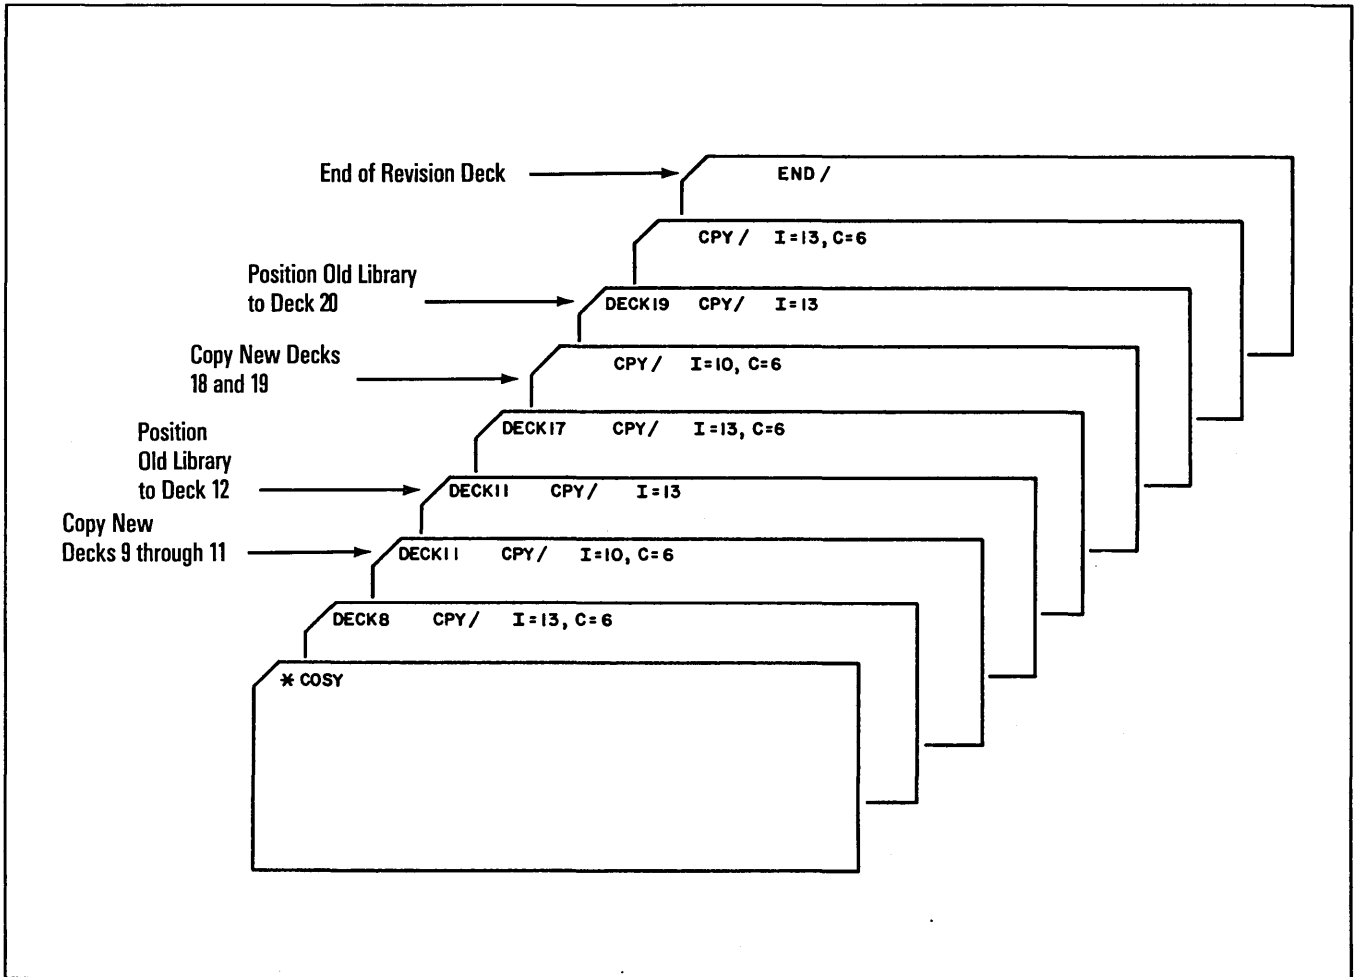 End of Revision Deck
END /
CPY / I=13, C=6
Position Old Library
to Deck 20
DECK19 CPY / I=13
Copy New Decks
18 and 19
CPY / I=10, C=6
DECK17 CPY / I=13, C=6
Position
Old Library
to Deck 12
DECK11 CPY / I=13
Copy New
Decks 9 through 11
DECK11 CPY / I=10, C=6
DECK8 CPY / I=13, C=6
* COSY